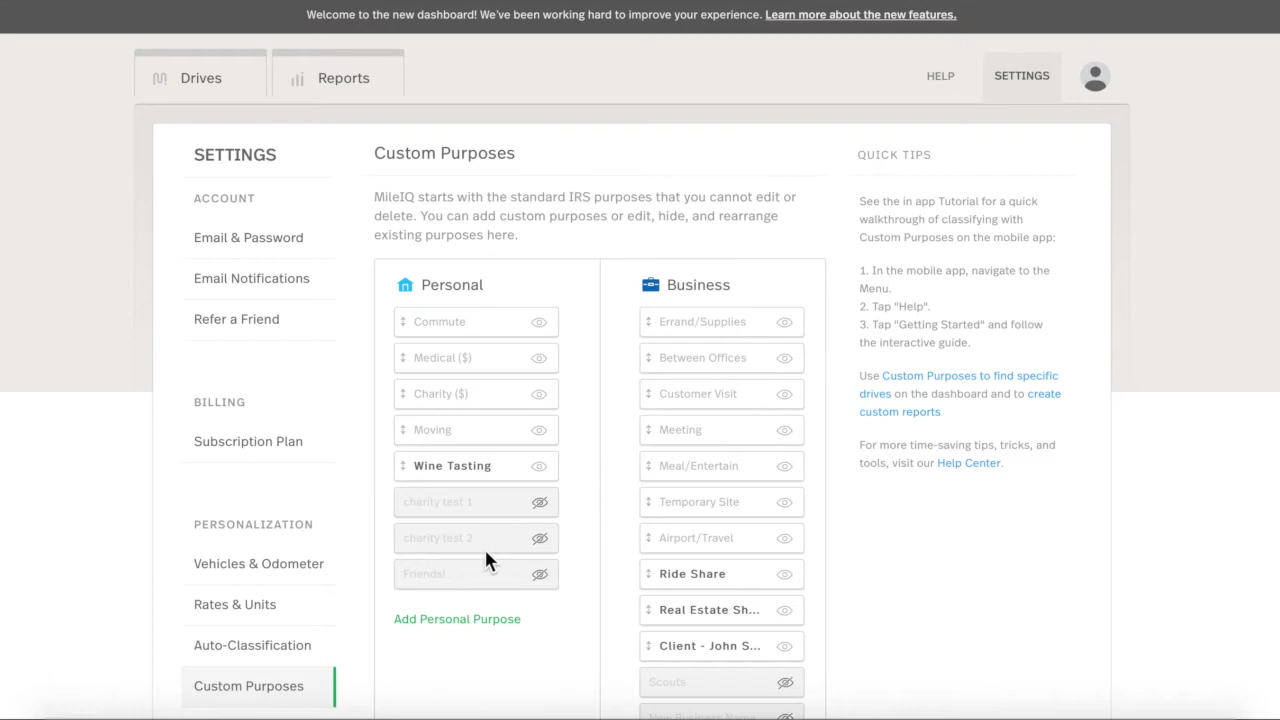 Welcome to the new dashboard! We've been working hard to improve your experience. Learn more about the new features.
Drives
Reports
HELP
SETTINGS
SETTINGS
ACCOUNT
Email & Password
Email Notifications
Refer a Friend
BILLING
Subscription Plan
PERSONALIZATION
Vehicles & Odometer
Rates & Units
Auto-Classification
Custom Purposes
Custom Purposes
MileIQ starts with the standard IRS purposes that you cannot edit or
delete. You can add custom purposes or edit, hide, and rearrange
existing purposes here.
Personal
Commute
Medical ($)
Charity ($)
Moving
Wine Tasting
charity test 1
charity test 2
Friends!
Add Personal Purpose
Business
Errand/Supplies
Between Offices
Customer Visit
Meeting
Meal/Entertain
Temporary Site
Airport/Travel
Ride Share
Real Estate Sh...
Client - John S...
Scouts
New Business Name
QUICK TIPS
See the in app Tutorial for a quick
walkthrough of classifying with
Custom Purposes on the mobile app:
1. In the mobile app, navigate to the
Menu.
2. Tap "Help".
3. Tap "Getting Started" and follow
the interactive guide.
Use Custom Purposes to find specific
drives on the dashboard and to create
custom reports
For more time-saving tips, tricks, and
tools, visit our Help Center.